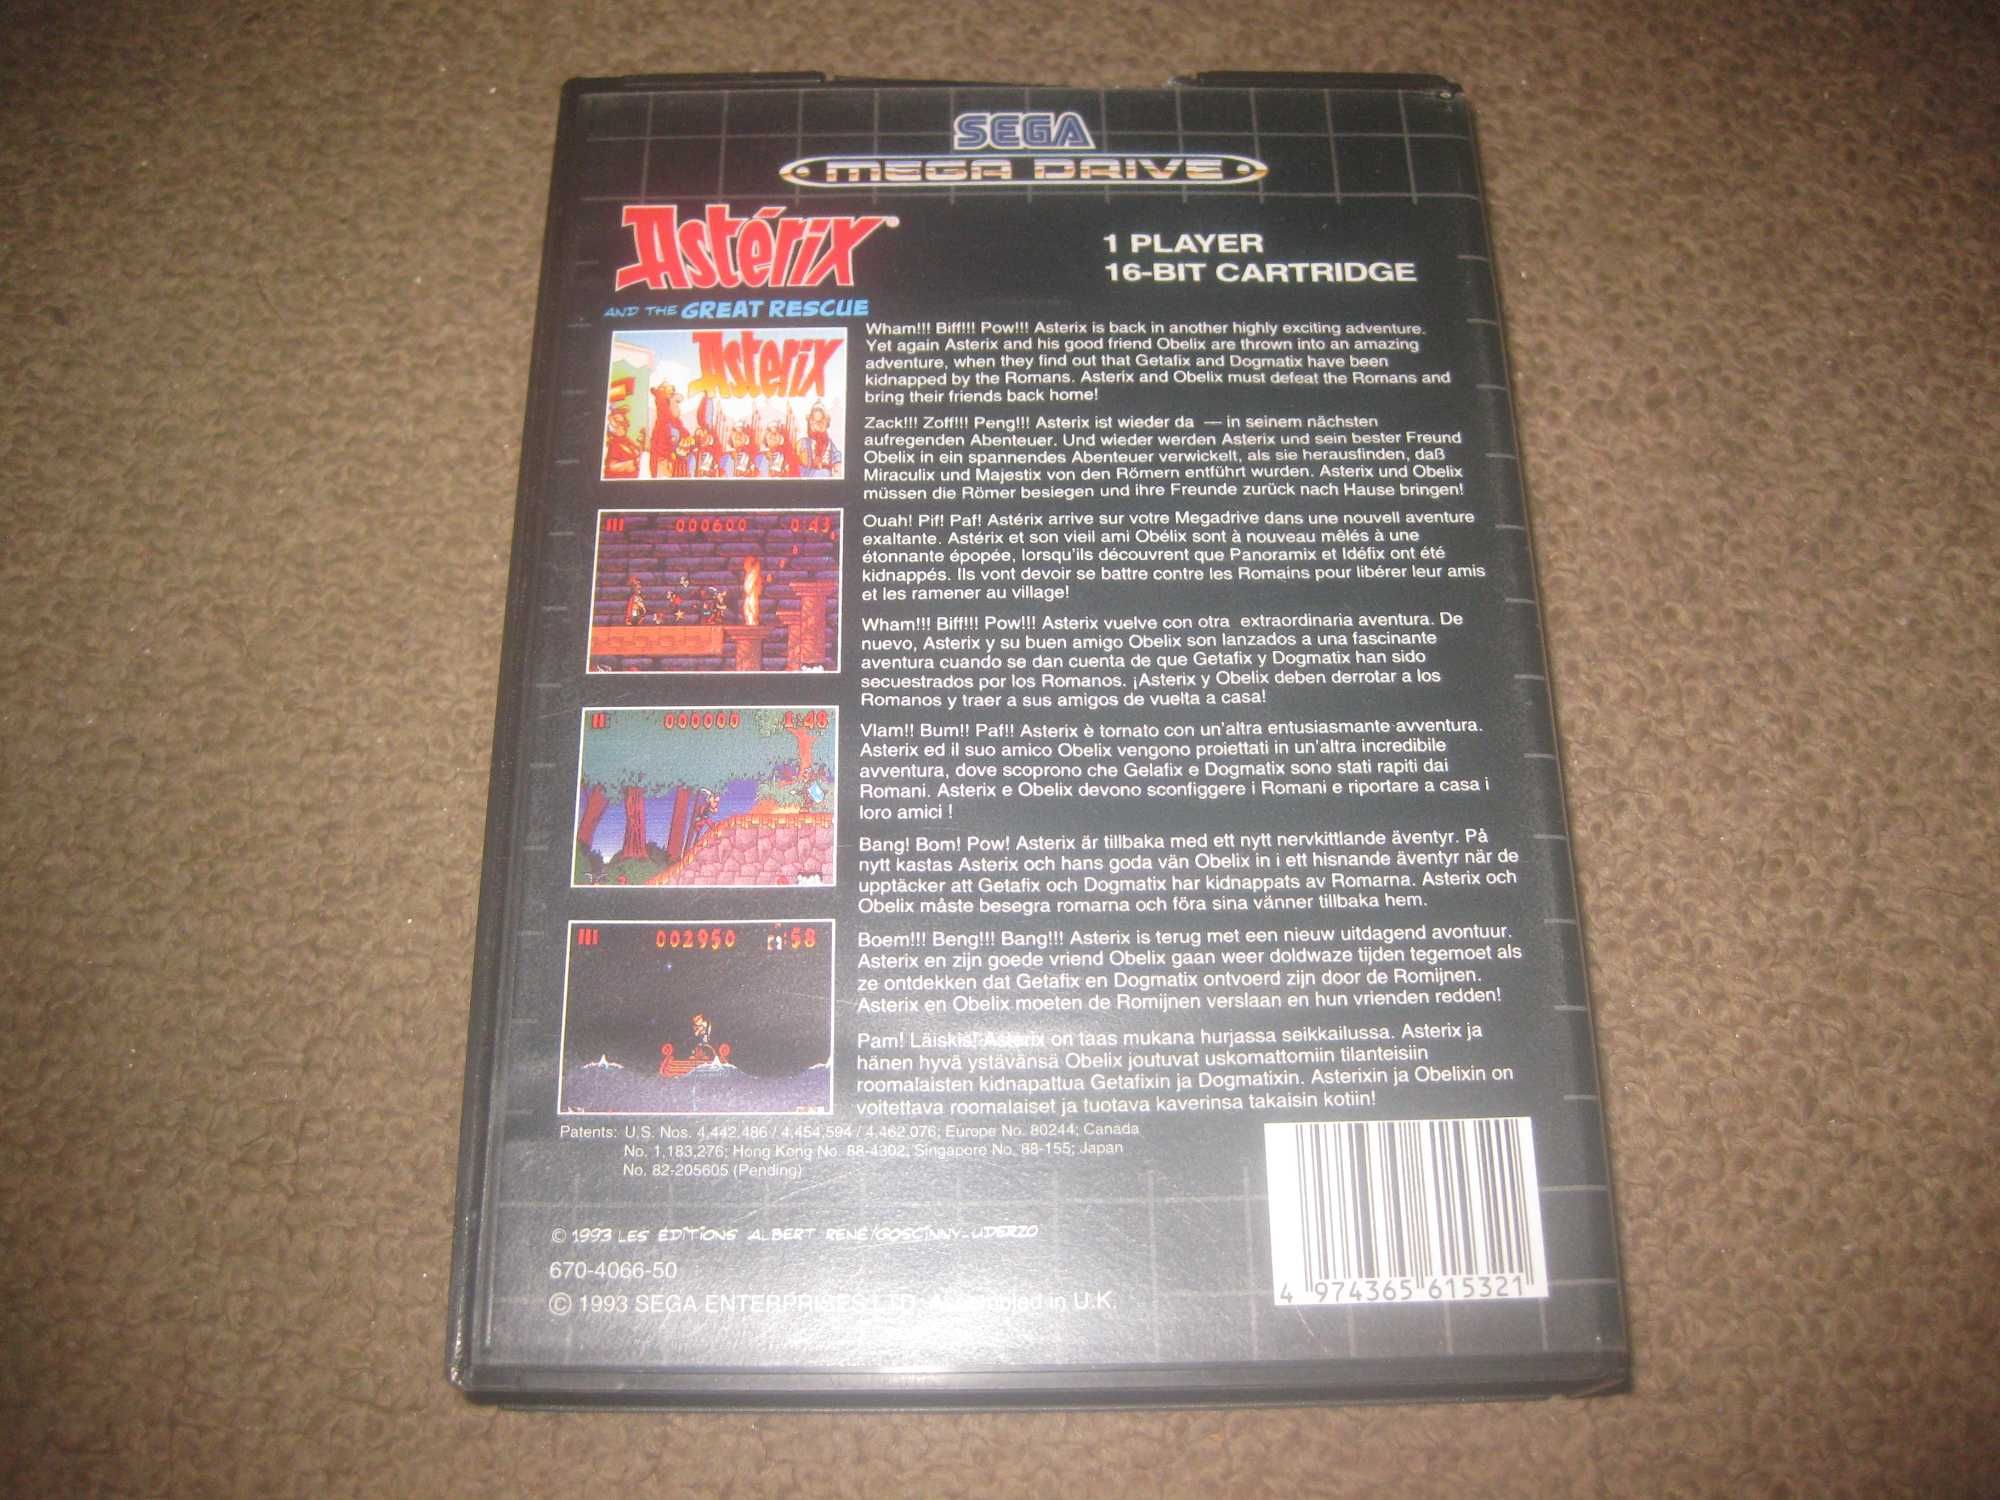 SEGA
MEGA DRIVE
Astérix
AND THE GREAT RESCUE
1 PLAYER
16-BIT CARTRIDGE
Asterix
000600 0:43
000000 1:48
002950 :58
Wham!!! Biff!!! Pow!!! Asterix is back in another highly exciting adventure.
Yet again Asterix and his good friend Obelix are thrown into an amazing
adventure, when they find out that Getafix and Dogmatix have been
kidnapped by the Romans. Asterix and Obelix must defeat the Romans and
bring their friends back home!
Zack!!! Zoff!!! Peng!!! Asterix ist wieder da — in seinem nächsten
aufregenden Abenteuer. Und wieder werden Asterix und sein bester Freund
Obelix in ein spannendes Abenteuer verwickelt, als sie herausfinden, daß
Miraculix und Majestix von den Römern entführt wurden. Asterix und Obelix
müssen die Römer besiegen und ihre Freunde zurück nach Hause bringen!
Ouah! Pif! Paf! Astérix arrive sur votre Megadrive dans une nouvell aventure
exaltante. Astérix et son vieil ami Obélix sont à nouveau mêlés à une
étonnante épopée, lorsqu'ils découvrent que Panoramix et Idéfix ont été
kidnappés. Ils vont devoir se battre contre les Romains pour libérer leur amis
et les ramener au village!
Wham!!! Biff!!! Pow!!! Asterix vuelve con otra extraordinaria aventura. De
nuevo, Asterix y su buen amigo Obelix son lanzados a una fascinante
aventura cuando se dan cuenta de que Getafix y Dogmatix han sido
secuestrados por los Romanos. ¡Asterix y Obelix deben derrotar a los
Romanos y traer a sus amigos de vuelta a casa!
Vlam!! Bum!! Paf!! Asterix è tornato con un'altra entusiasmante avventura.
Asterix ed il suo amico Obelix vengono proiettati in un'altra incredibile
avventura, dove scoprono che Gelafix e Dogmatix sono stati rapiti dai
Romani. Asterix e Obelix devono sconfiggere i Romani e riportare a casa i
loro amici !
Bang! Bom! Pow! Asterix är tillbaka med ett nytt nervkittlande äventyr. På
nytt kastas Asterix och hans goda vän Obelix in i ett hisnande äventyr när de
upptäcker att Getafix och Dogmatix har kidnappats av Romarna. Asterix och
Obelix måste besegra romarna och föra sina vänner tillbaka hem.
Boem!!! Beng!!! Bang!!! Asterix is terug met een nieuw uitdagend avontuur.
Asterix en zijn goede vriend Obelix gaan weer doldwaze tijden tegemoet als
ze ontdekken dat Getafix en Dogmatix ontvoerd zijn door de Romijnen.
Asterix en Obelix moeten de Romijnen verslaan en hun vrienden redden!
Pam! Läiskis! Asterix on taas mukana hurjassa seikkailussa. Asterix ja
hänen hyvä ystävänsä Obelix joutuvat uskomattomiin tilanteisiin
roomalaisten kidnapattua Getafixin ja Dogmatixin. Asterixin ja Obelixin on
voitettava roomalaiset ja tuotava kaverinsa takaisin kotiin!
Patents: U.S. Nos. 4,442,486 / 4,454,594 / 4,462,076; Europe No. 80244; Canada
No. 1,183,276; Hong Kong No. 88-4302; Singapore No. 88-155; Japan
No. 82-205605 (Pending)
© 1993 LES ÉDITIONS ALBERT RENÉ/GOSCINNY-UDERZO
670-4066-50
© 1993 SEGA ENTERPRISES LTD. Assembled in U.K.
4 974365 615321